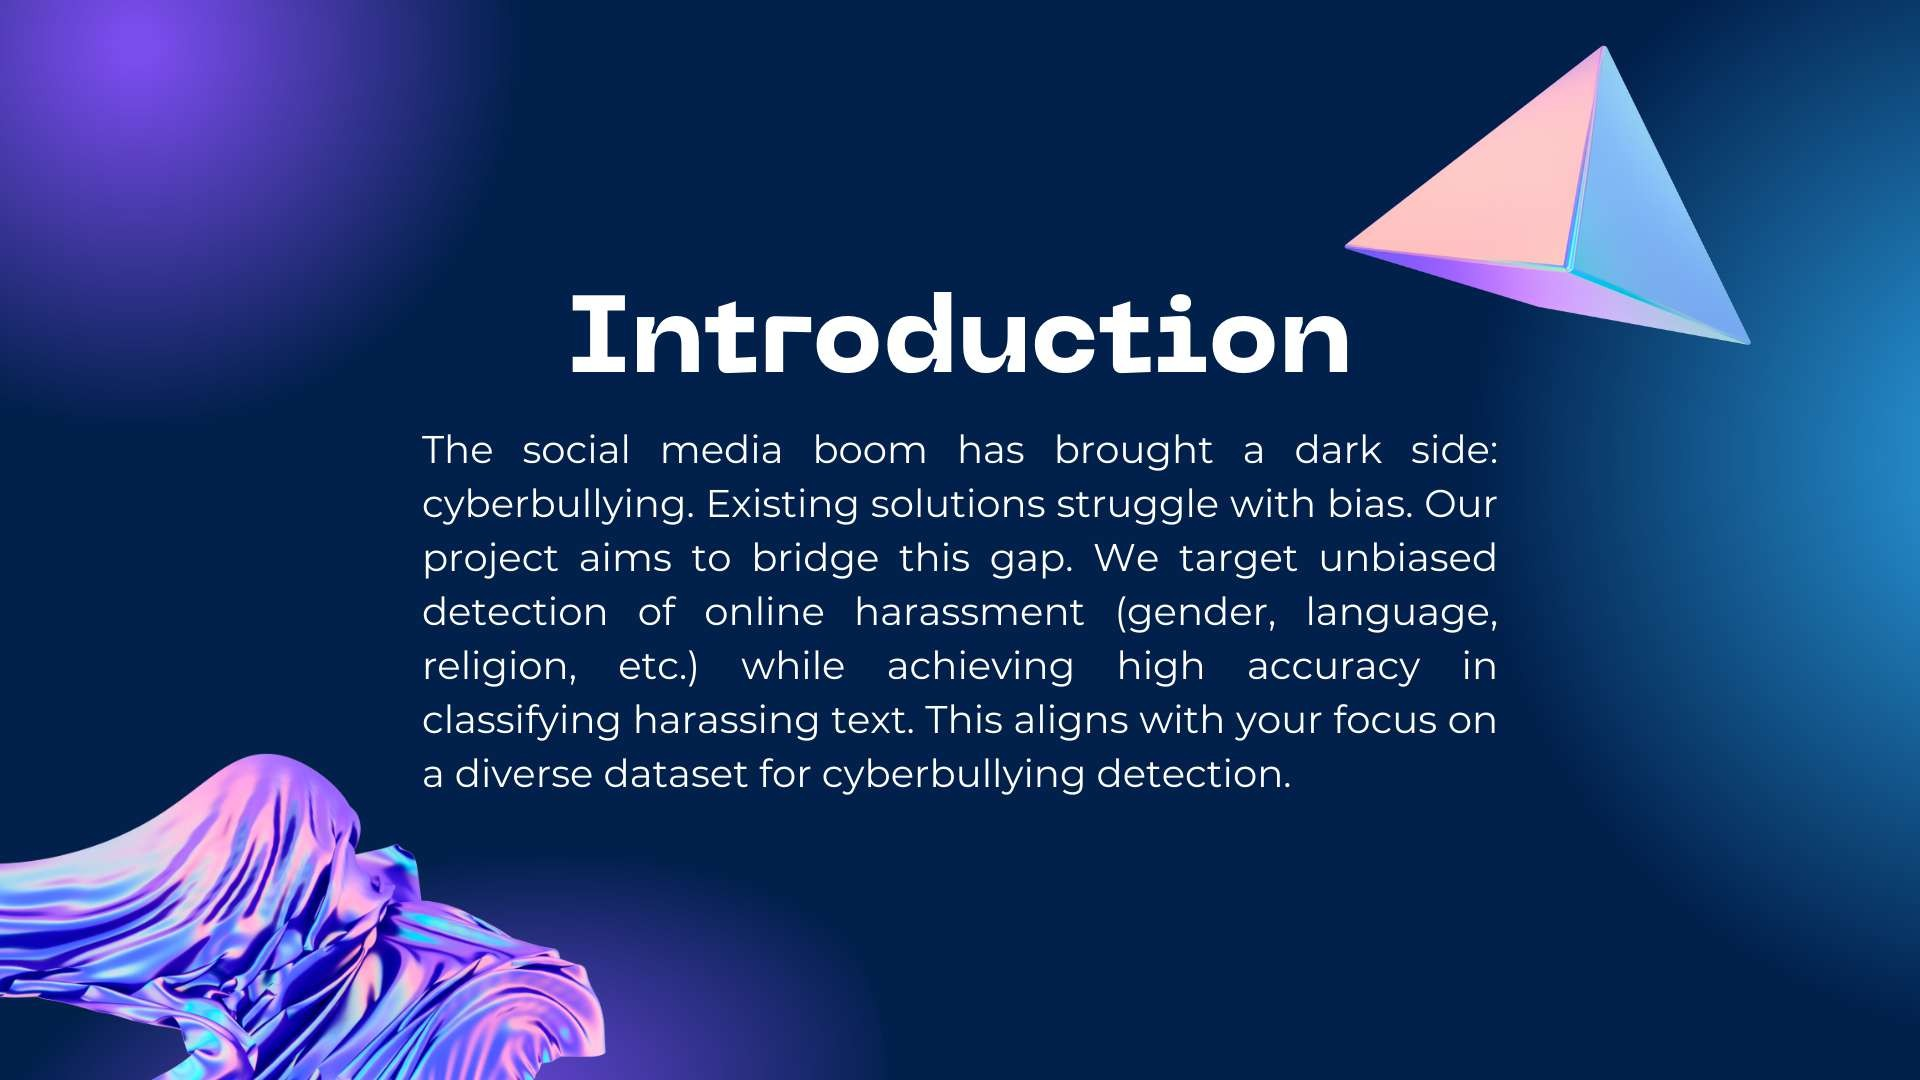 Introduction
The social media boom has brought a dark side:
cyberbullying. Existing solutions struggle with bias. Our
project aims to bridge this gap. We target unbiased
detection of online harassment (gender, language,
religion, etc.) while achieving high accuracy in
classifying harassing text. This aligns with your focus on
a diverse dataset for cyberbullying detection.